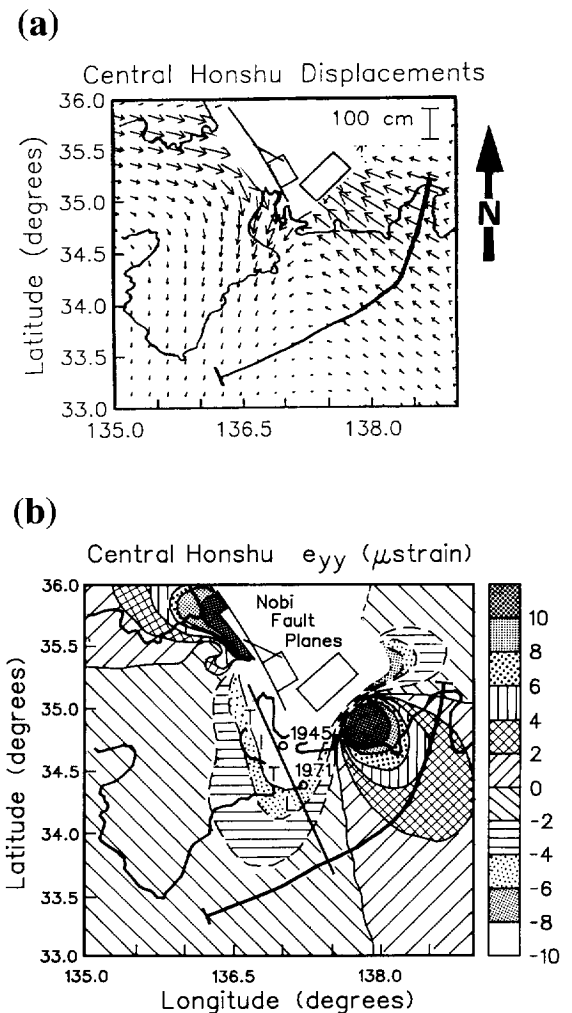 (a)
Central Honshu Displacements
100 cm
N
36.0
35.5
35.0
34.5
34.0
33.5
33.0
Latitude (degrees)
135.0 136.5 138.0
(b)
Central Honshu eyy (μstrain)
Nobi
Fault
Planes
1945
1971
T
I
T
L
36.0
35.5
35.0
34.5
34.0
33.5
33.0
Latitude (degrees)
135.0 136.5 138.0
Longitude (degrees)
10
8
6
4
2
0
-2
-4
-6
-8
-10